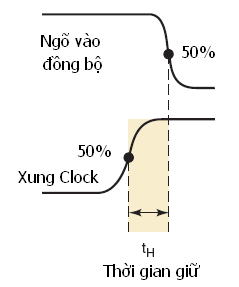 Ngõ vào
đồng bộ
50%
50%
Xung Clock
tH
Thời gian giữ